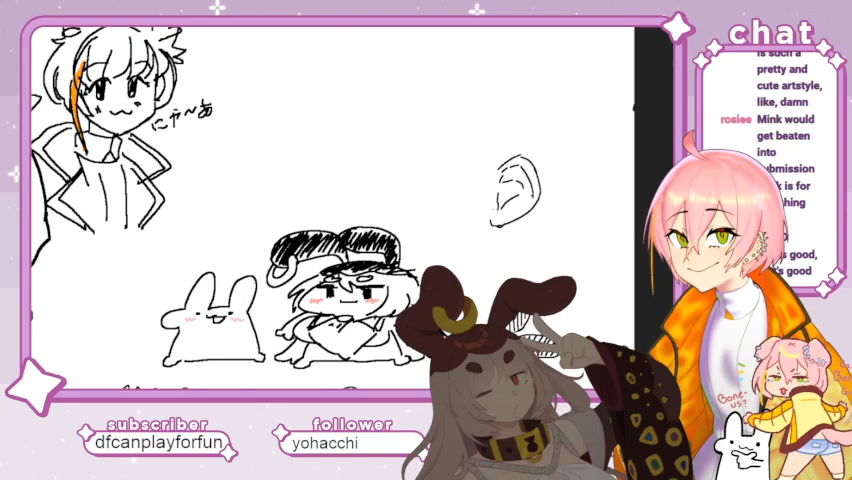 chat
is such a
pretty and
cute artstyle,
like, damn
rosiee Mink would
get beaten
into
ubmission
k is for
hing
s good,
's good
にゃ〜あ
Bone-
us!?
subscriber
dfcanplayforfun
follower
yohacchi